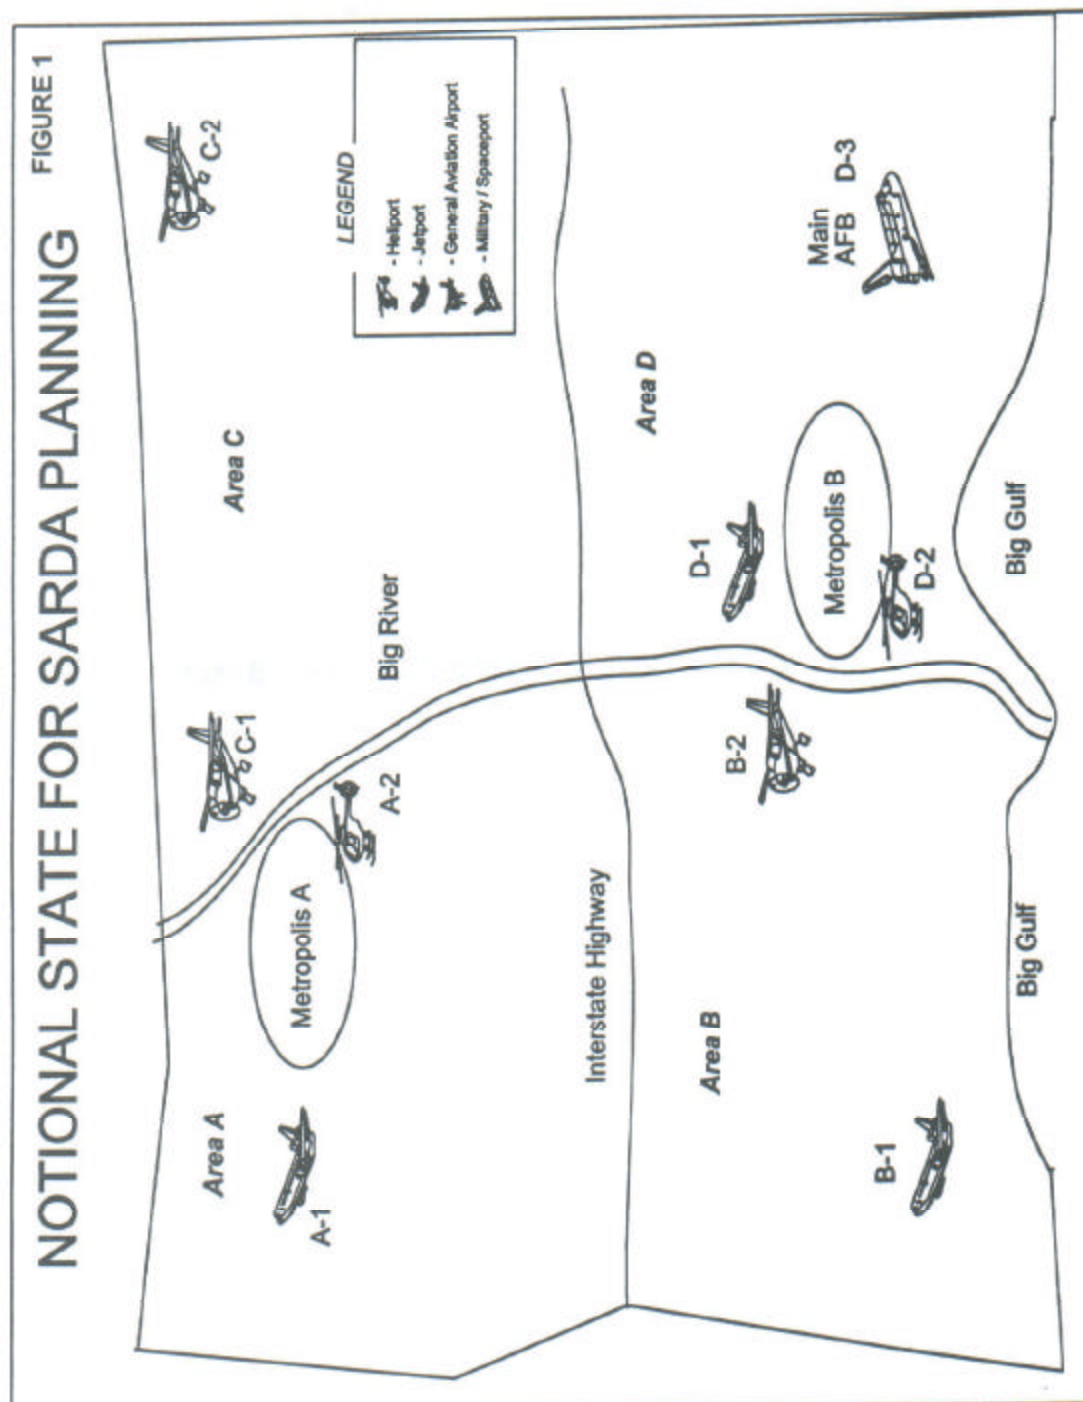 NOTIONAL STATE FOR SARDA PLANNING
FIGURE 1
Area A
A-1
Metropolis A
A-2
C-1
Area C
C-2
Big River
LEGEND
- Heliport
- Jetport
- General Aviation Airport
- Military / Spaceport
Interstate Highway
Area B
B-1
B-2
Area D
D-1
Metropolis B
D-2
Main
AFB
D-3
Big Gulf
Big Gulf